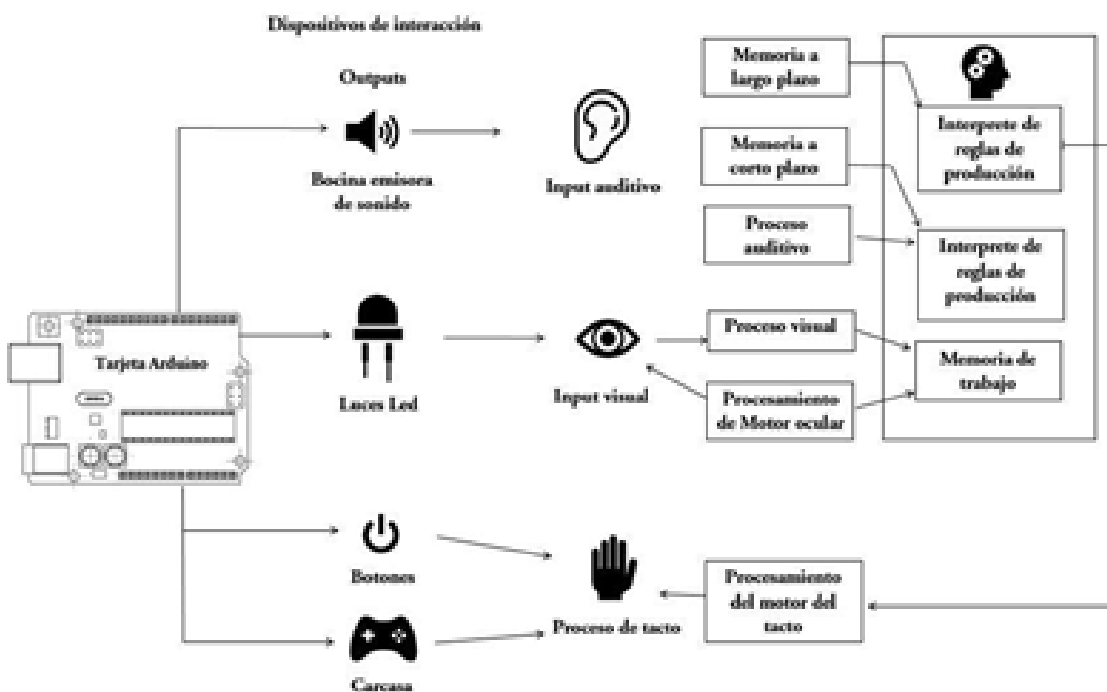 Dispositivos de interacción
Outputs
Bocina emisora
de sonido
Input auditivo
Memoria a
largo plazo
Memoria a
corto plazo
Proceso
auditivo
Interprete de
reglas de
producción
Interprete de
reglas de
producción
Tarjeta Arduino
Luces Led
Input visual
Proceso visual
Procesamiento
de Motor ocular
Memoria de
trabajo
Botones
Carcasa
Proceso de tacto
Procesamiento
del motor del
tacto